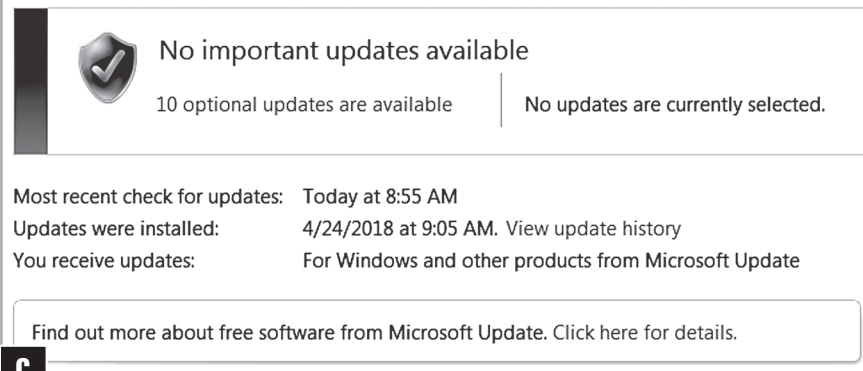 No important updates available
10 optional updates are available No updates are currently selected.
Most recent check for updates: Today at 8:55 AM
Updates were installed: 4/24/2018 at 9:05 AM. View update history
You receive updates: For Windows and other products from Microsoft Update
Find out more about free software from Microsoft Update. Click here for details.
C